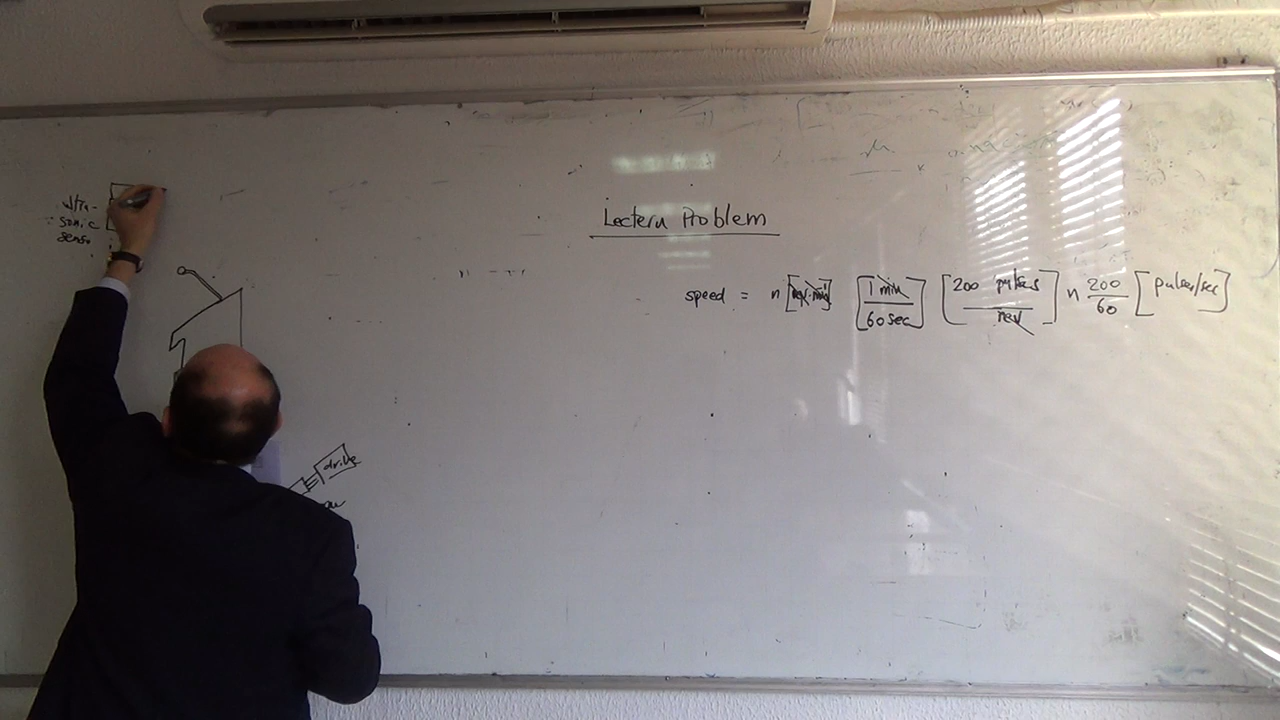 Lectern Problem
ultra-
sonic
sensor
speed = n [rev/min] [1 min / 60 sec] [200 pulses / rev] n 200/60 [pulses/sec]
drive